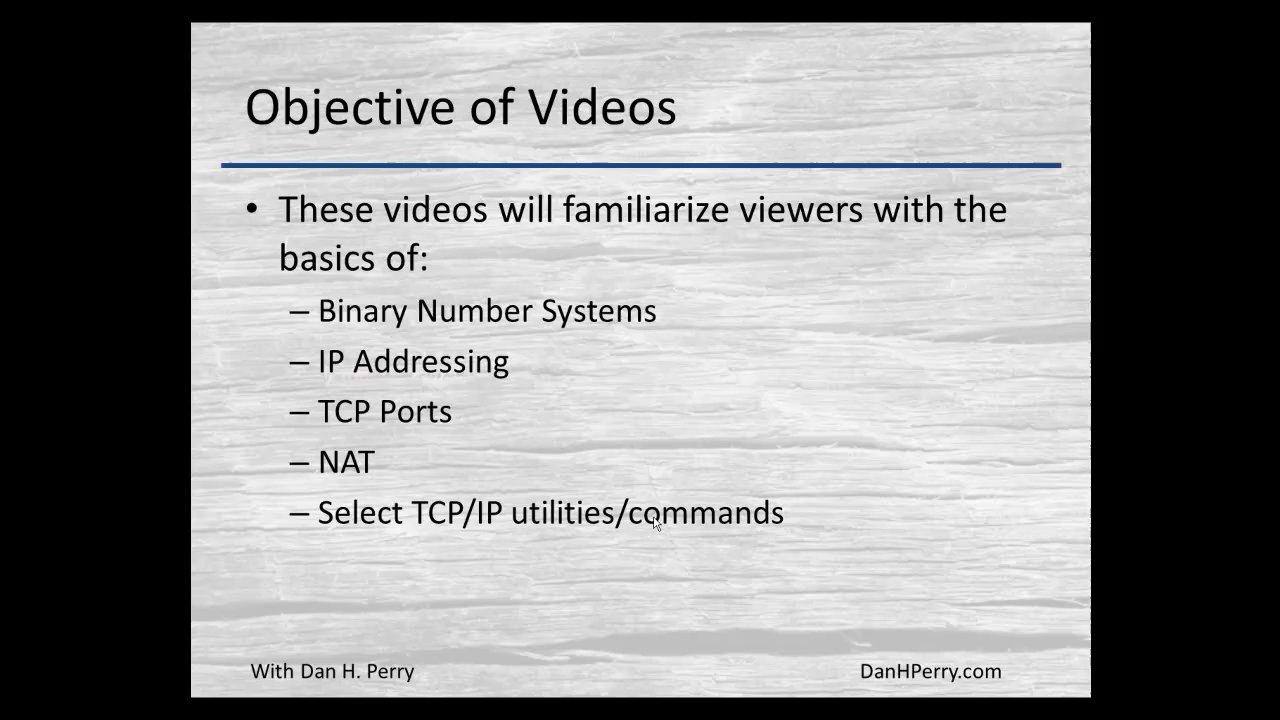 Objective of Videos
• These videos will familiarize viewers with the
basics of:
– Binary Number Systems
– IP Addressing
– TCP Ports
– NAT
– Select TCP/IP utilities/commands
With Dan H. Perry
DanHPerry.com